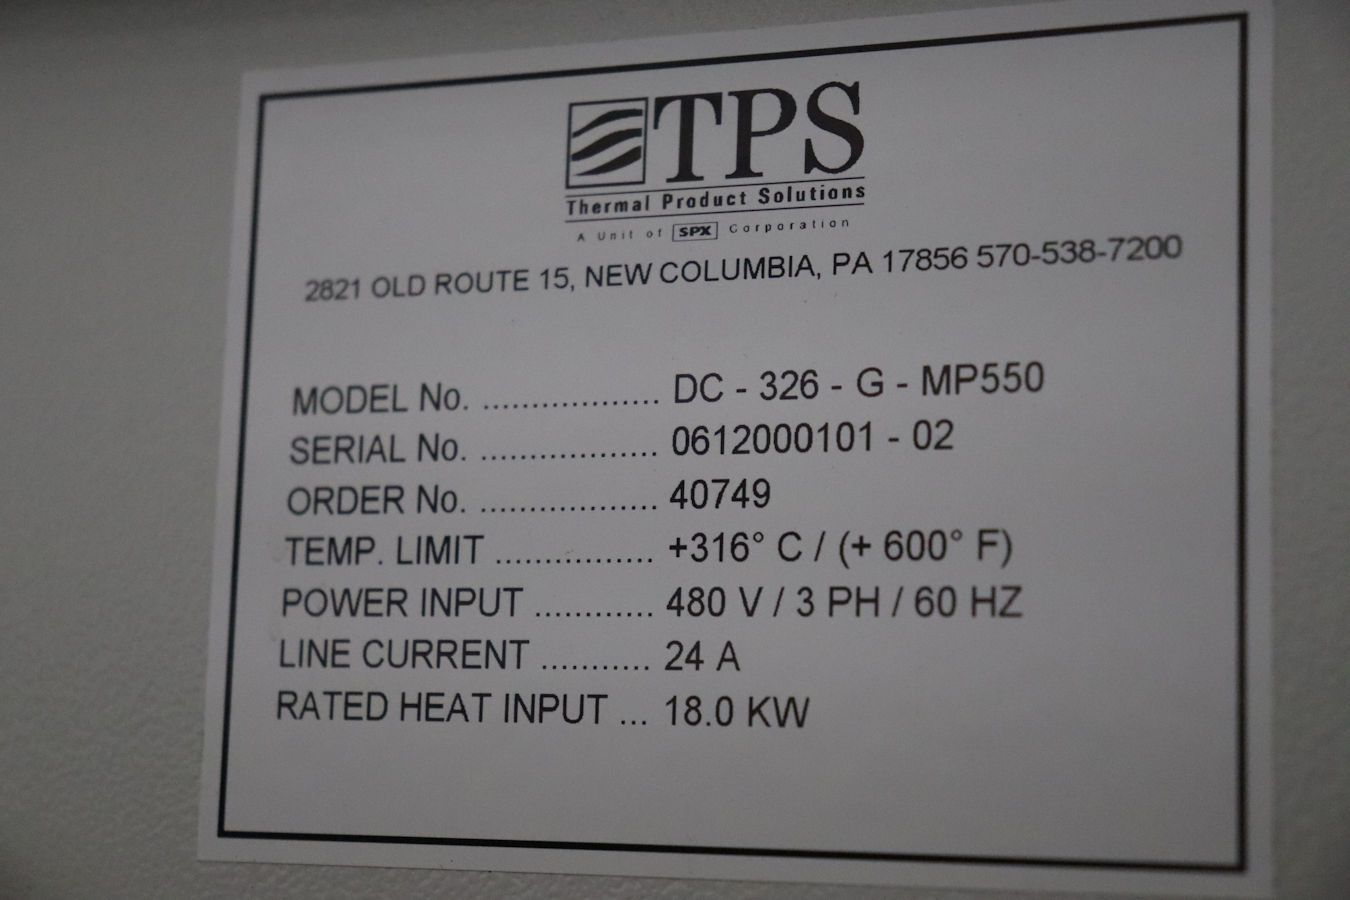 TPS
Thermal Product Solutions
A Unit of SPX Corporation
2821 OLD ROUTE 15, NEW COLUMBIA, PA 17856 570-538-7200
MODEL No. .................. DC - 326 - G - MP550
SERIAL No. .................. 0612000101 - 02
ORDER No. .................. 40749
TEMP. LIMIT ................ +316° C / (+ 600° F)
POWER INPUT ............ 480 V / 3 PH / 60 HZ
LINE CURRENT ........... 24 A
RATED HEAT INPUT ... 18.0 KW